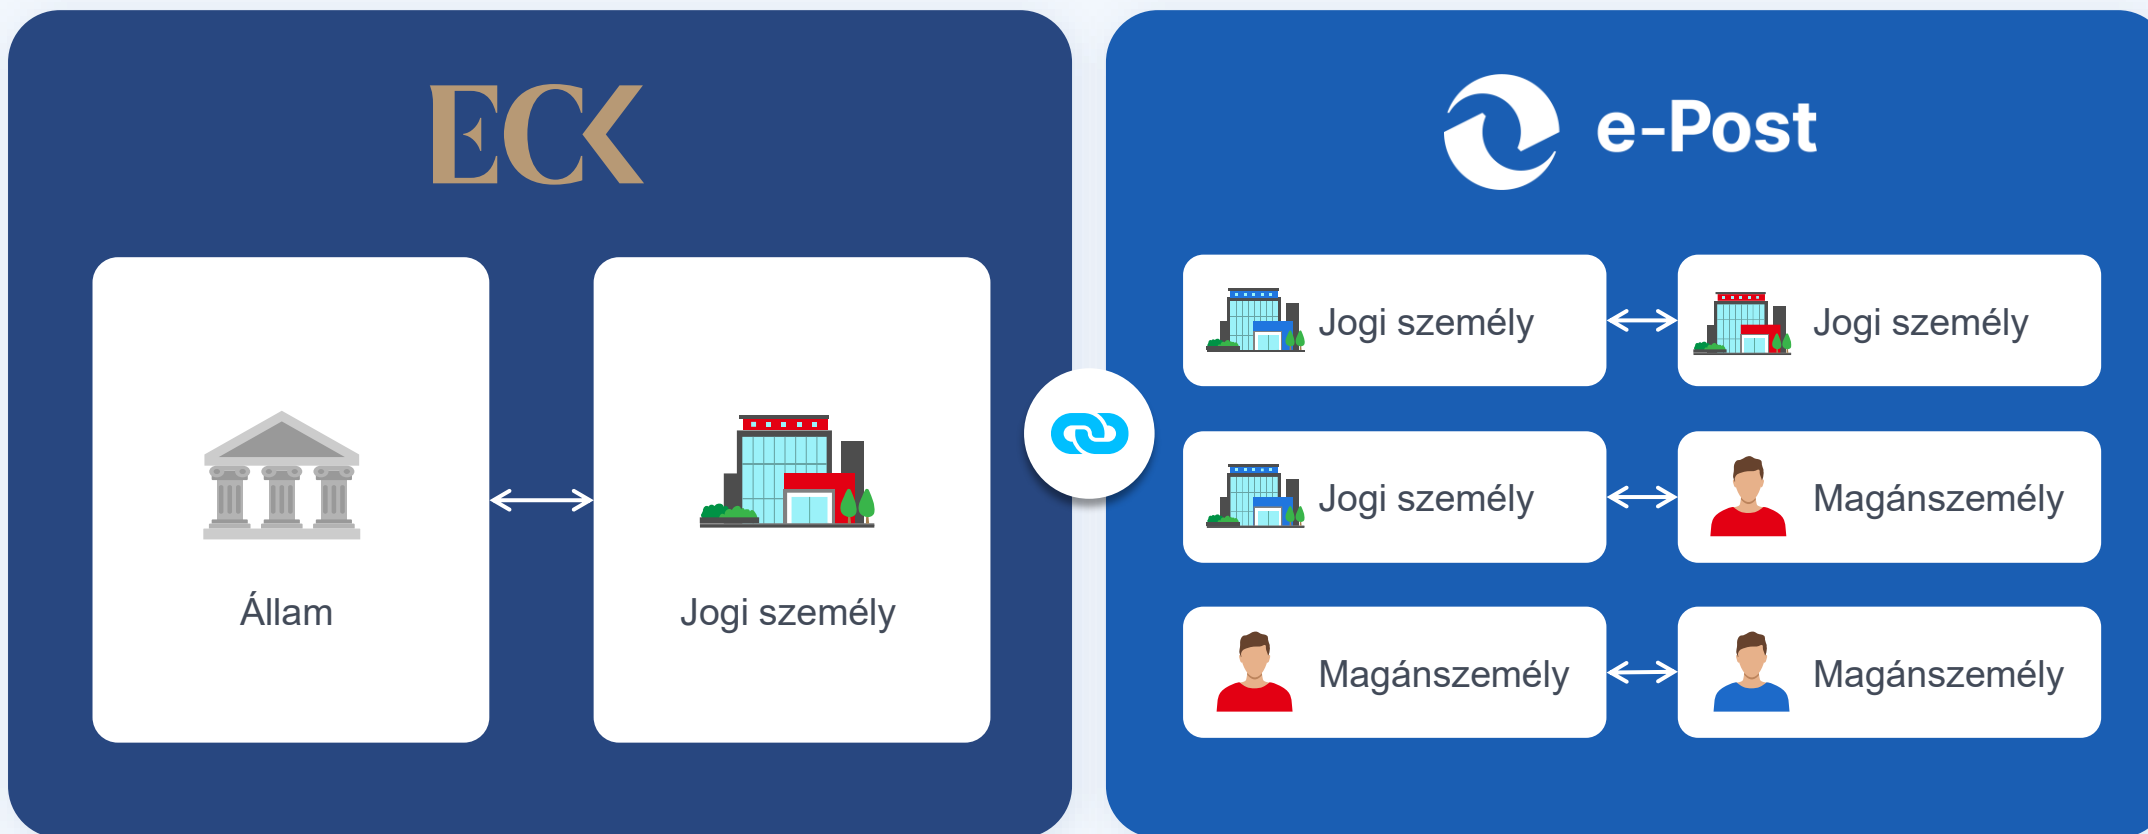 ECK
Állam
Jogi személy
e-Post
Jogi személy
Jogi személy
Jogi személy
Magánszemély
Magánszemély
Magánszemély